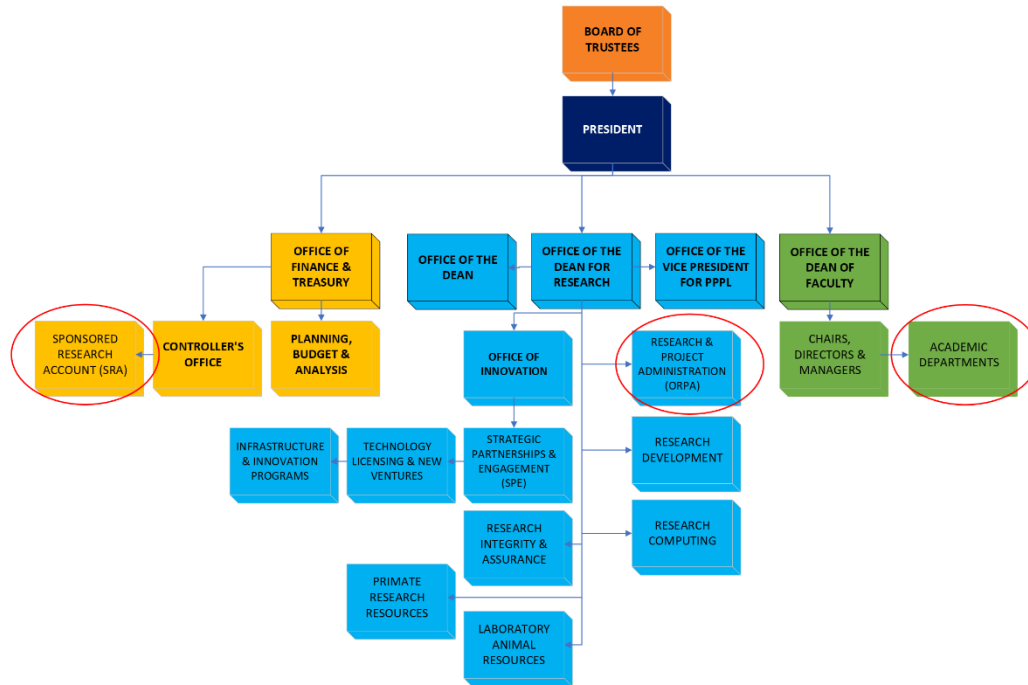 BOARD OF
TRUSTEES
PRESIDENT
OFFICE OF
FINANCE &
TREASURY
OFFICE OF THE
DEAN
OFFICE OF THE
DEAN FOR
RESEARCH
OFFICE OF THE
VICE PRESIDENT
FOR PPPL
OFFICE OF THE
DEAN OF
FACULTY
SPONSORED
RESEARCH
ACCOUNT (SRA)
CONTROLLER'S
OFFICE
PLANNING,
BUDGET &
ANALYSIS
OFFICE OF
INNOVATION
RESEARCH &
PROJECT
ADMINISTRATION
(ORPA)
CHAIRS,
DIRECTORS &
MANAGERS
ACADEMIC
DEPARTMENTS
INFRASTRUCTURE
& INNOVATION
PROGRAMS
TECHNOLOGY
LICENSING & NEW
VENTURES
STRATEGIC
PARTNERSHIPS &
ENGAGEMENT
(SPE)
RESEARCH
DEVELOPMENT
RESEARCH
INTEGRITY &
ASSURANCE
RESEARCH
COMPUTING
PRIMATE
RESEARCH
RESOURCES
LABORATORY
ANIMAL
RESOURCES